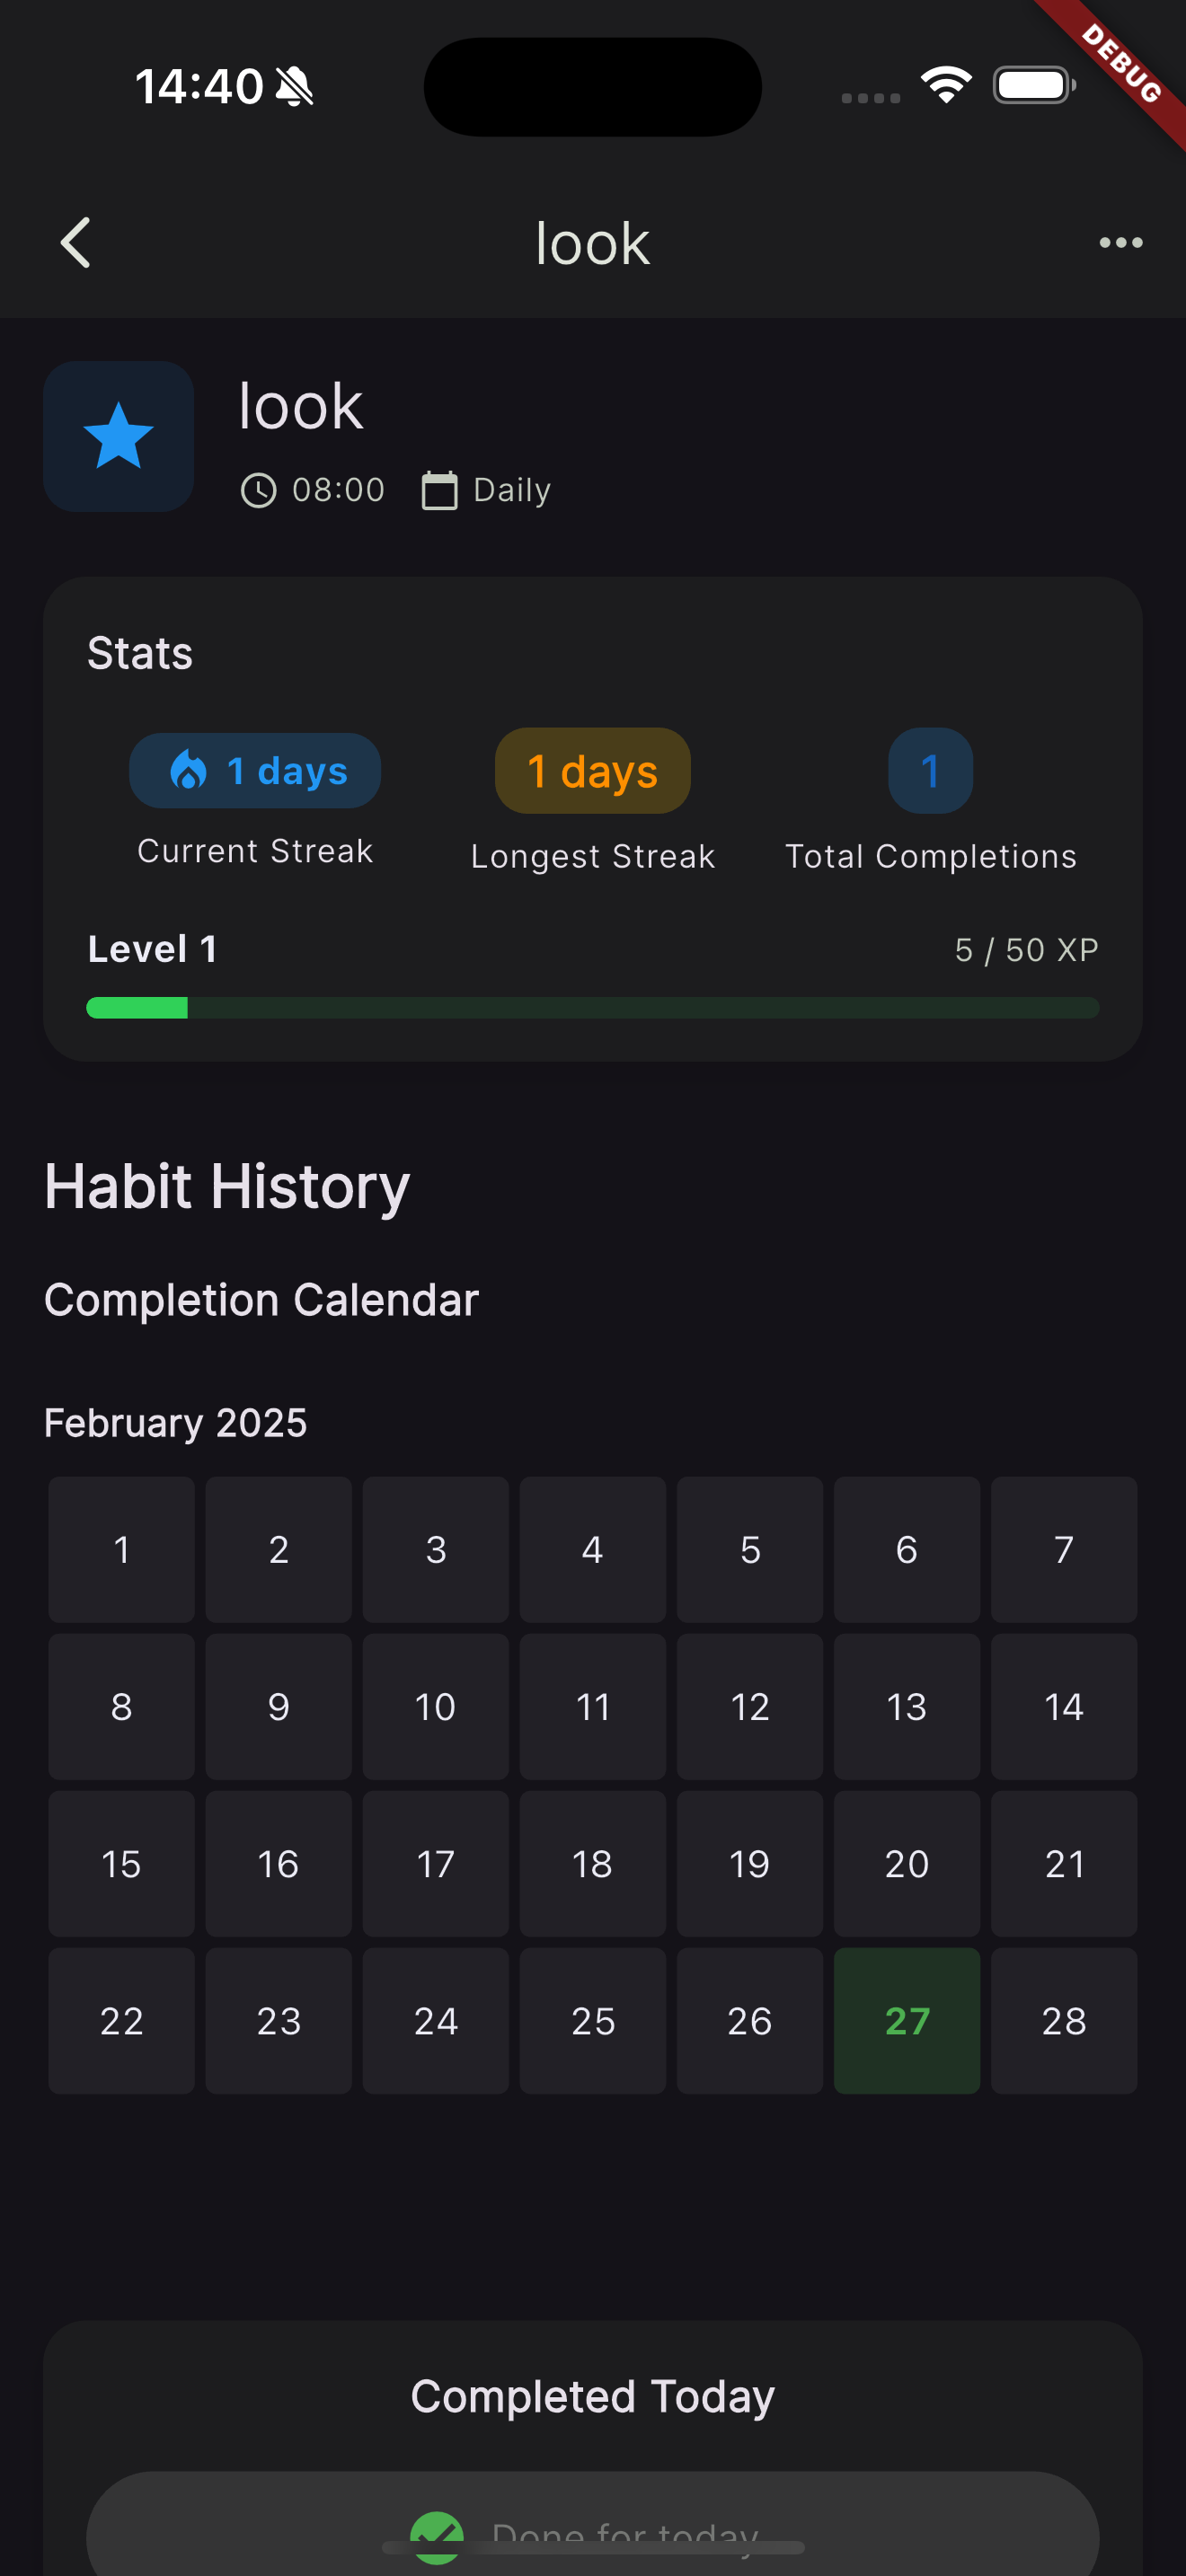 14:40
DEBUG
look
look
08:00 Daily
Stats
1 days 1 days 1
Current Streak Longest Streak Total Completions
Level 1 5 / 50 XP
Habit History
Completion Calendar
February 2025
1 2 3 4 5 6 7
8 9 10 11 12 13 14
15 16 17 18 19 20 21
22 23 24 25 26 27 28
Completed Today
Done for today